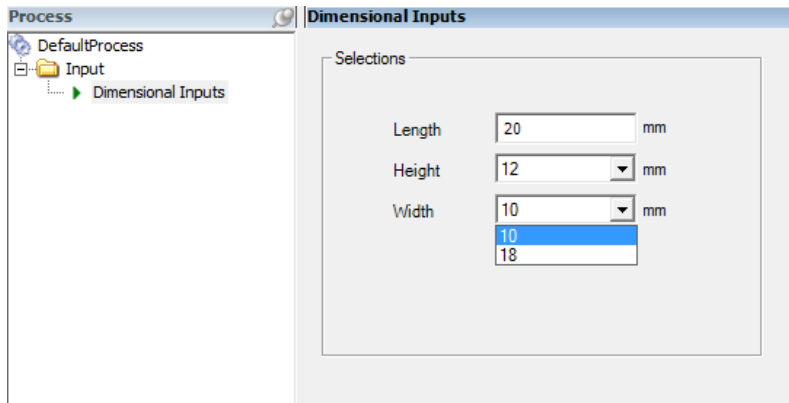 Process
DefaultProcess
Input
Dimensional Inputs
Dimensional Inputs
Selections
Length 20 mm
Height 12 mm
Width 10 mm
10
18